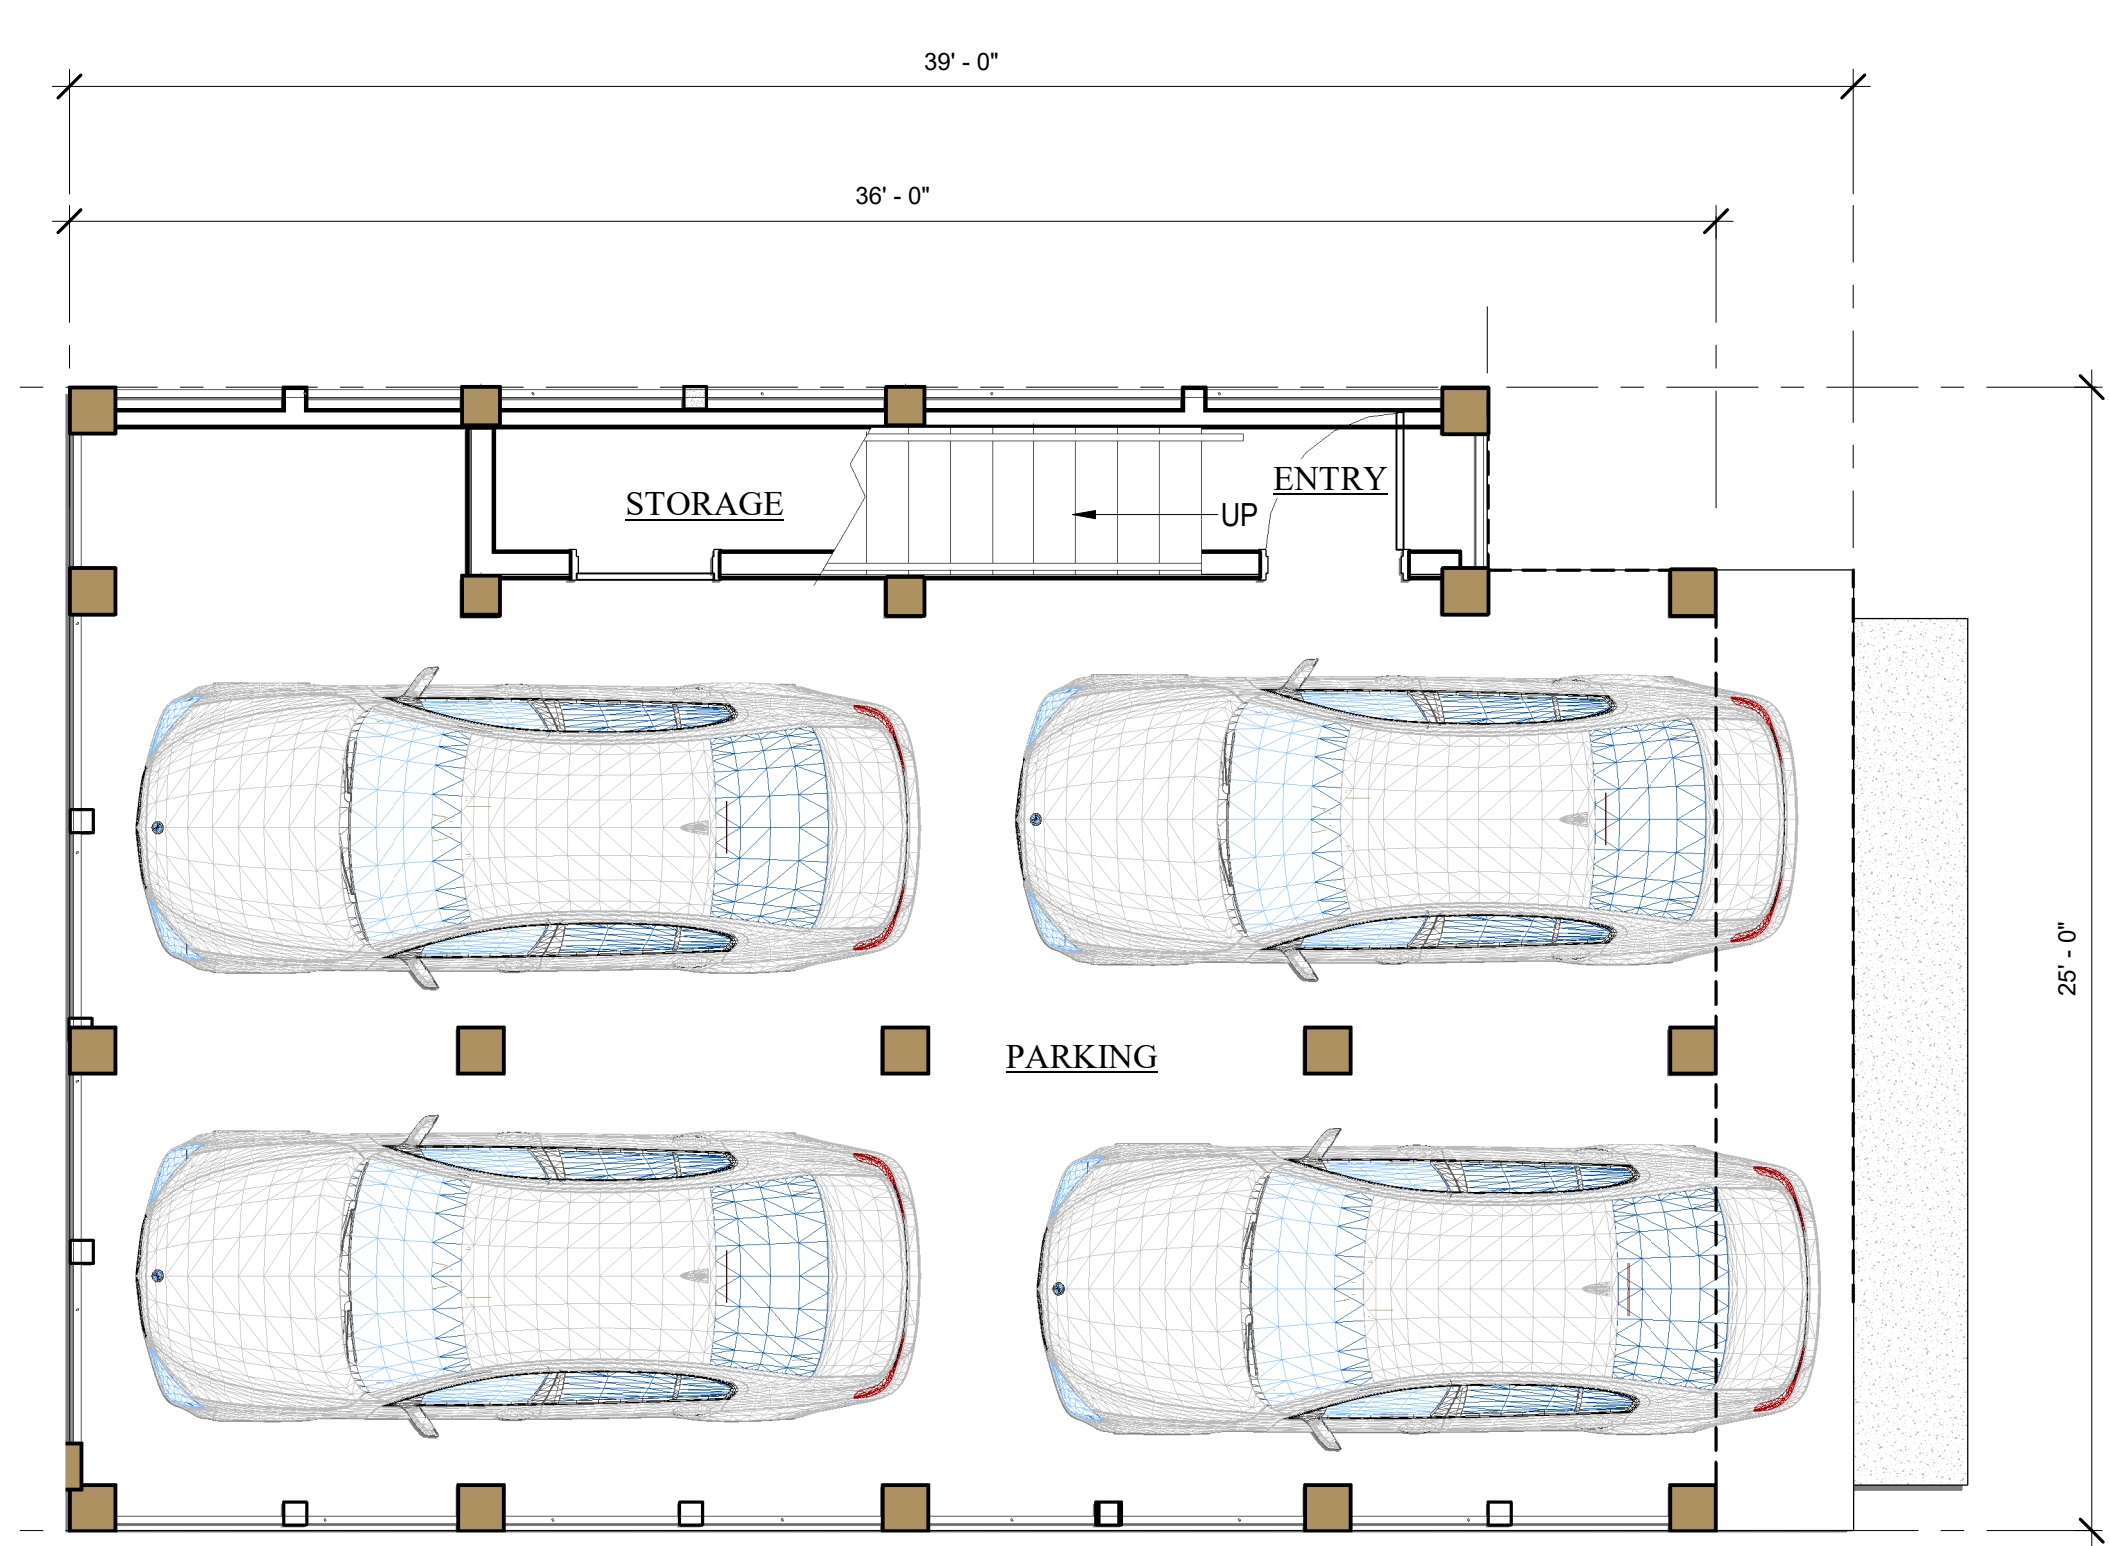 39' - 0"
36' - 0"
STORAGE
ENTRY
UP
25' - 0"
PARKING